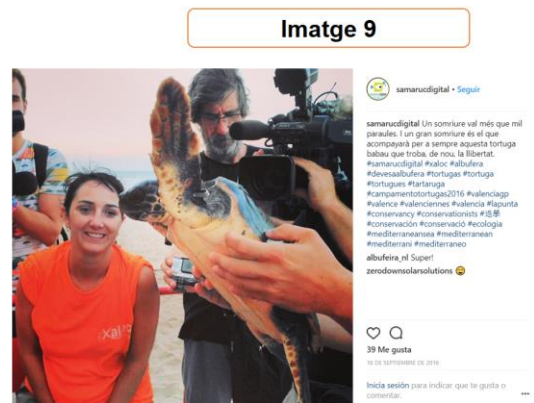 Imatge 9
samarucdigital • Seguir
samarucdigital Un somriure val més que mil
paraules. I un gran somriure és el que
acompayarà per a sempre aquesta tortuga
babau que troba, de nou, la llibertat.
#samarucdigital #xaloc #albufera
#devesaalbufera #tortugas #tortuga
#tortugues #tartaruga
#campamentotortugas2016 #valenciagp
#valence #valenciennes #valencia #lapunta
#conservancy #conservationists
#conservación #conservació #ecologia
#mediterraneansea #mediterranean
#mediterrani #mediterraneo
albufeira_nl Super!
zerodownsolarsolutions 😄
xaloc
39 Me gusta
Inicia sesión para indicar que te gusta o
comentar.